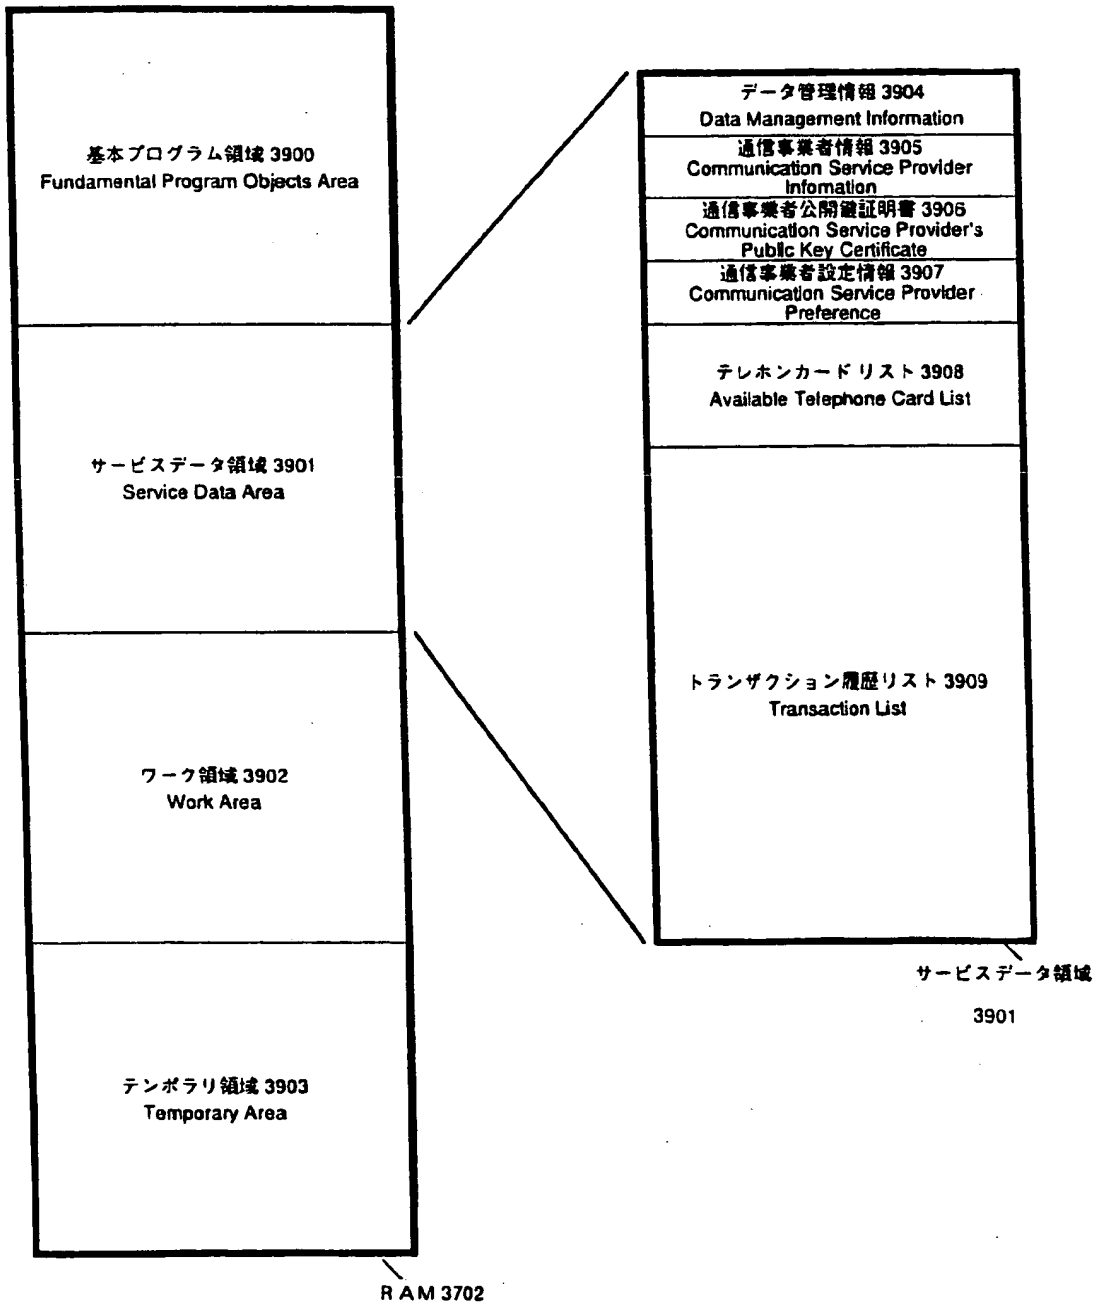 基本プログラム領域 3900
Fundamental Program Objects Area
サービスデータ領域 3901
Service Data Area
ワーク領域 3902
Work Area
テンポラリ領域 3903
Temporary Area
RAM 3702
データ管理情報 3904
Data Management Information
通信事業者情報 3905
Communication Service Provider
Infomation
通信事業者公開鍵証明書 3906
Communication Service Provider's
Public Key Certificate
通信事業者設定情報 3907
Communication Service Provider
Preference
テレホンカード リスト 3908
Available Telephone Card List
トランザクション履歴リスト 3909
Transaction List
サービスデータ領域
3901